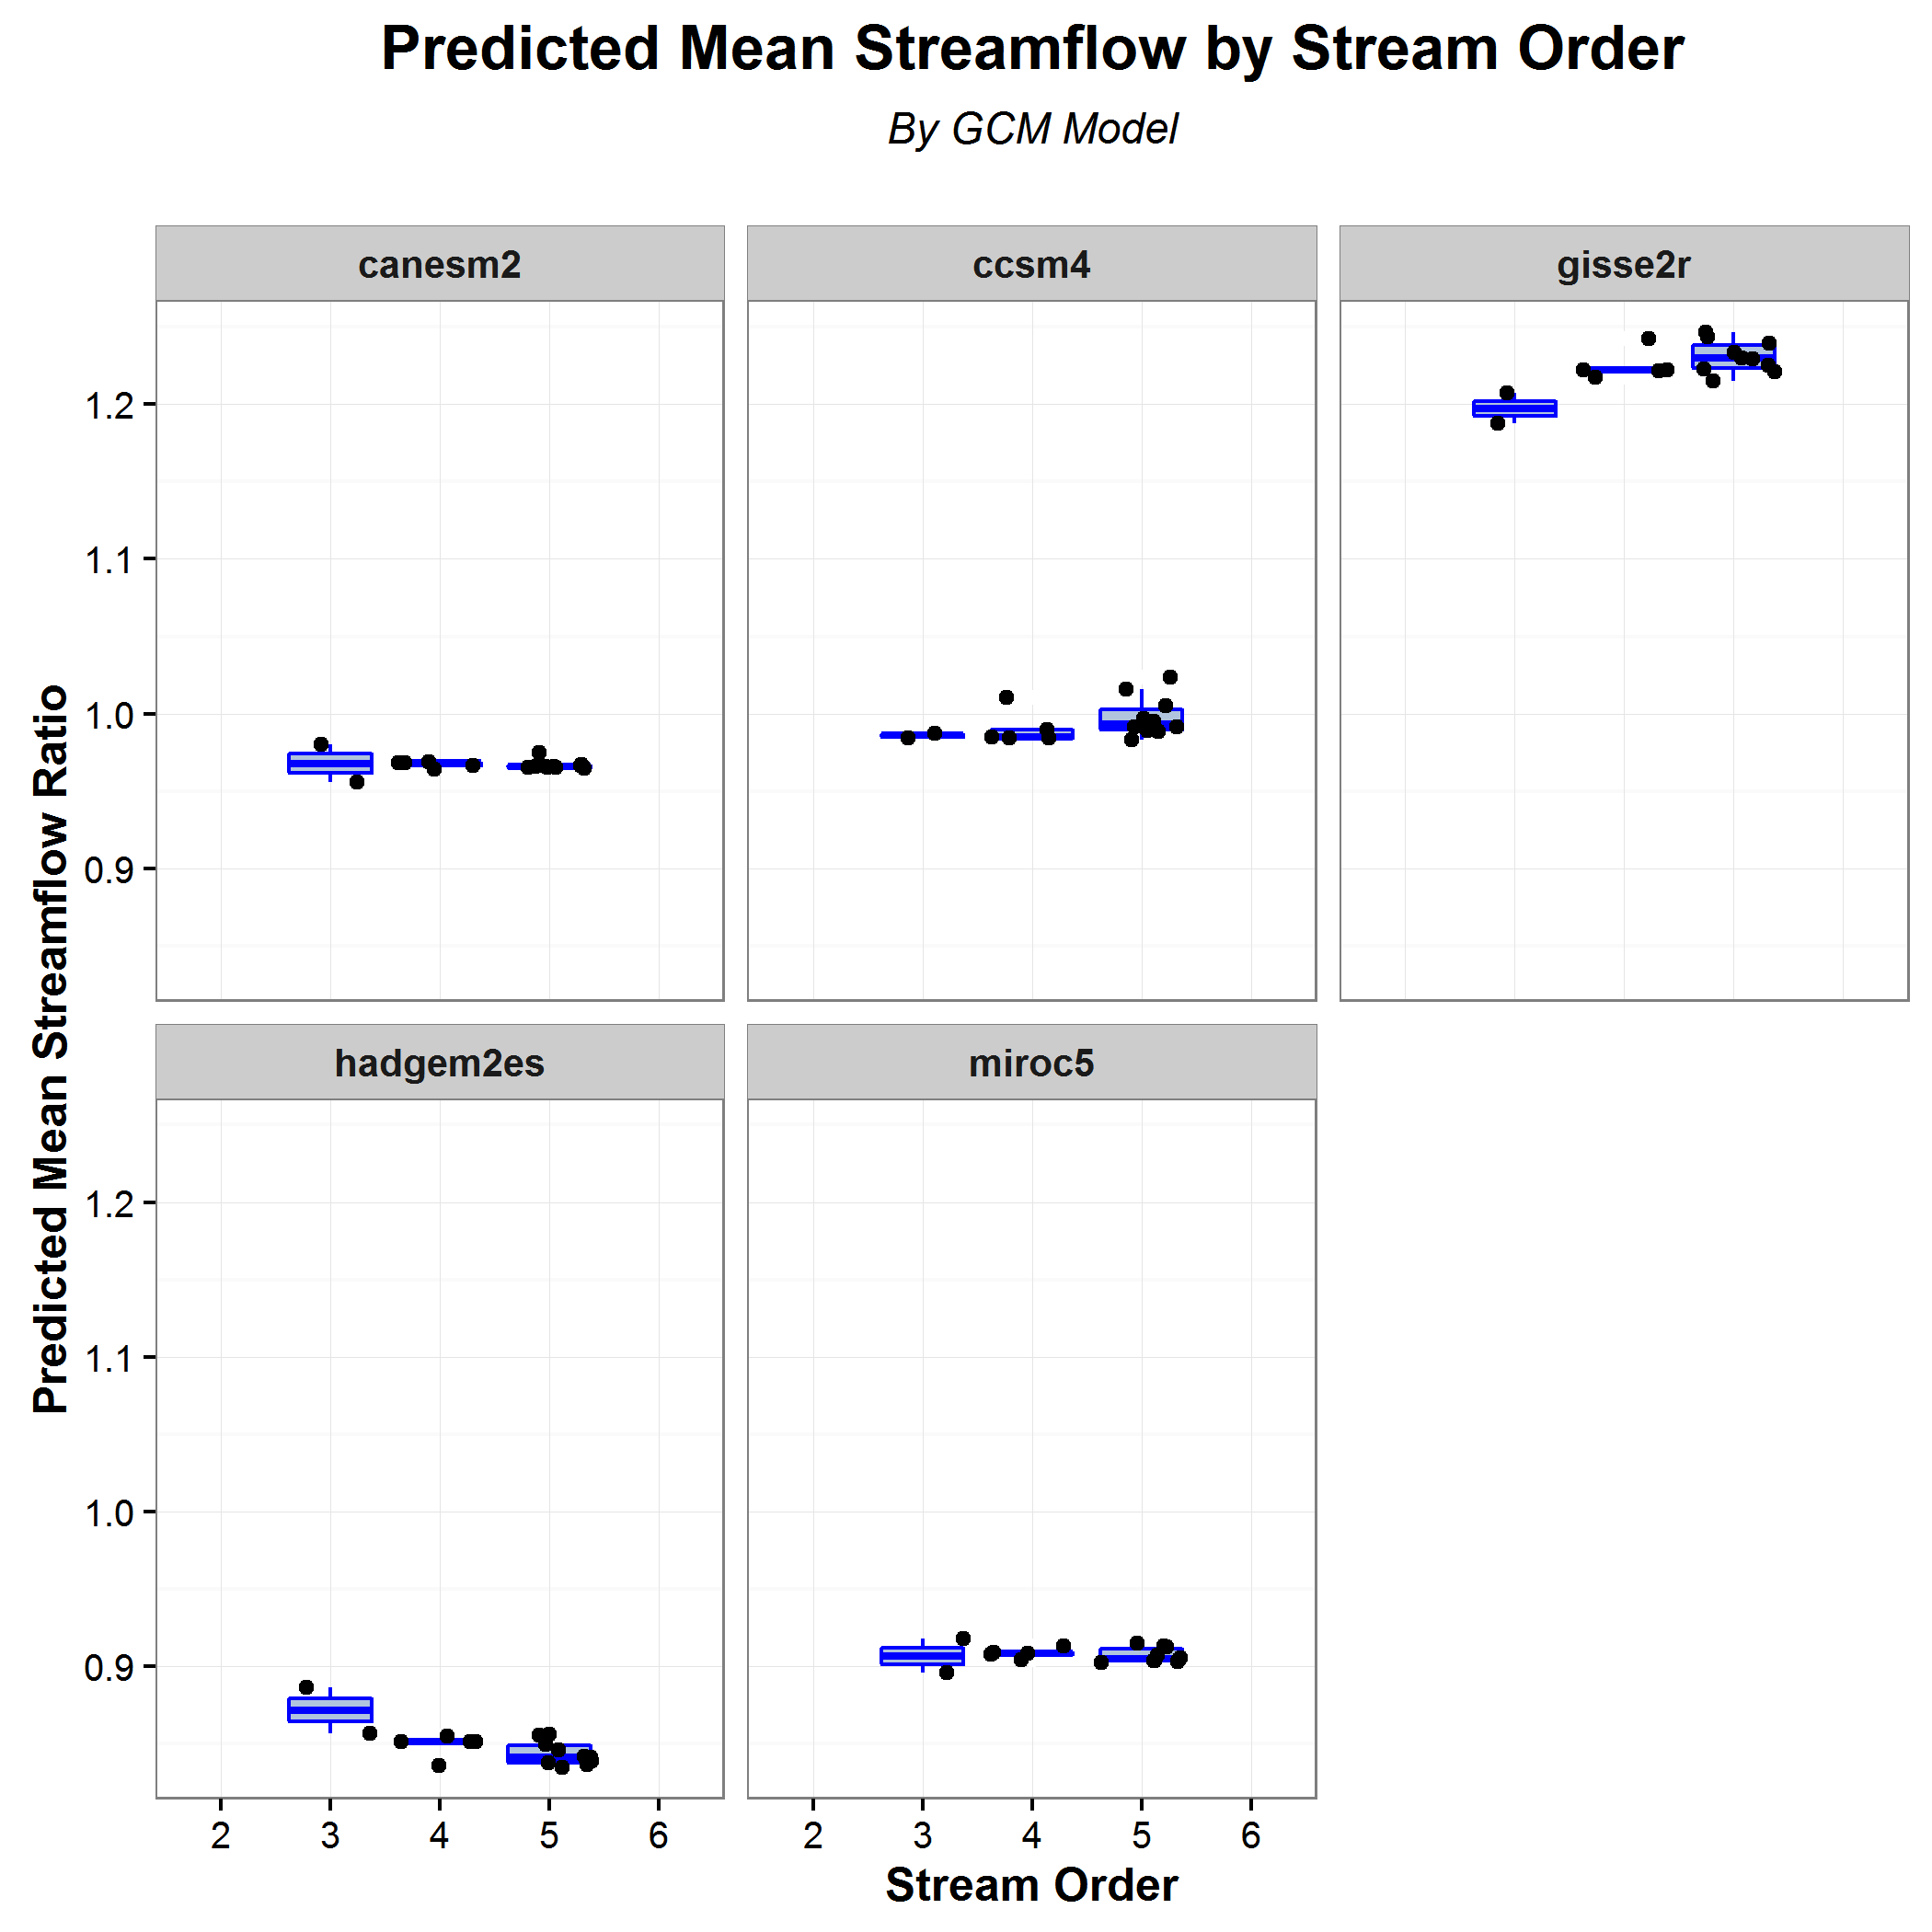 Predicted Mean Streamflow by Stream Order
By GCM Model
canesm2
ccsm4
gisse2r
1.2
1.1
1.0
0.9
Predicted Mean Streamflow Ratio
hadgem2es
miroc5
1.2
1.1
1.0
0.9
2 3 4 5 6
2 3 4 5 6
Stream Order